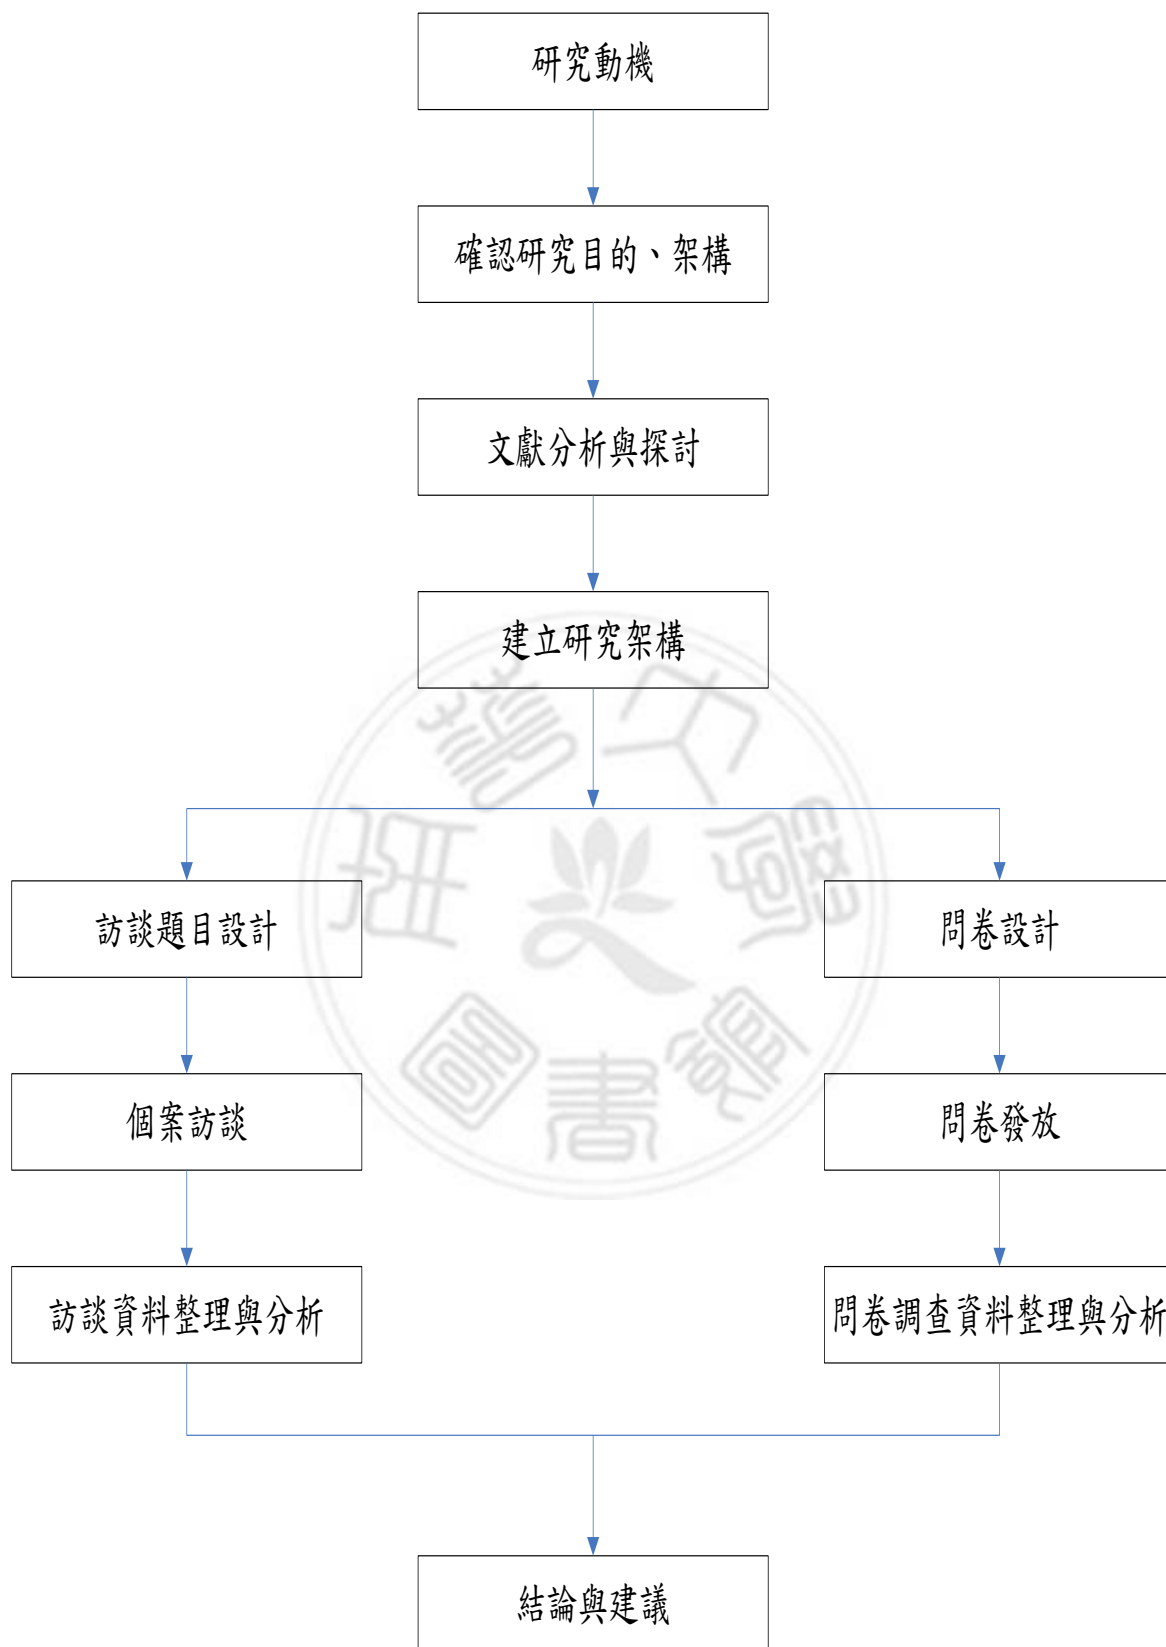 研究動機
確認研究目的、架構
文獻分析與探討
建立研究架構
訪談題目設計
問卷設計
個案訪談
問卷發放
訪談資料整理與分析
問卷調查資料整理與分析
結論與建議